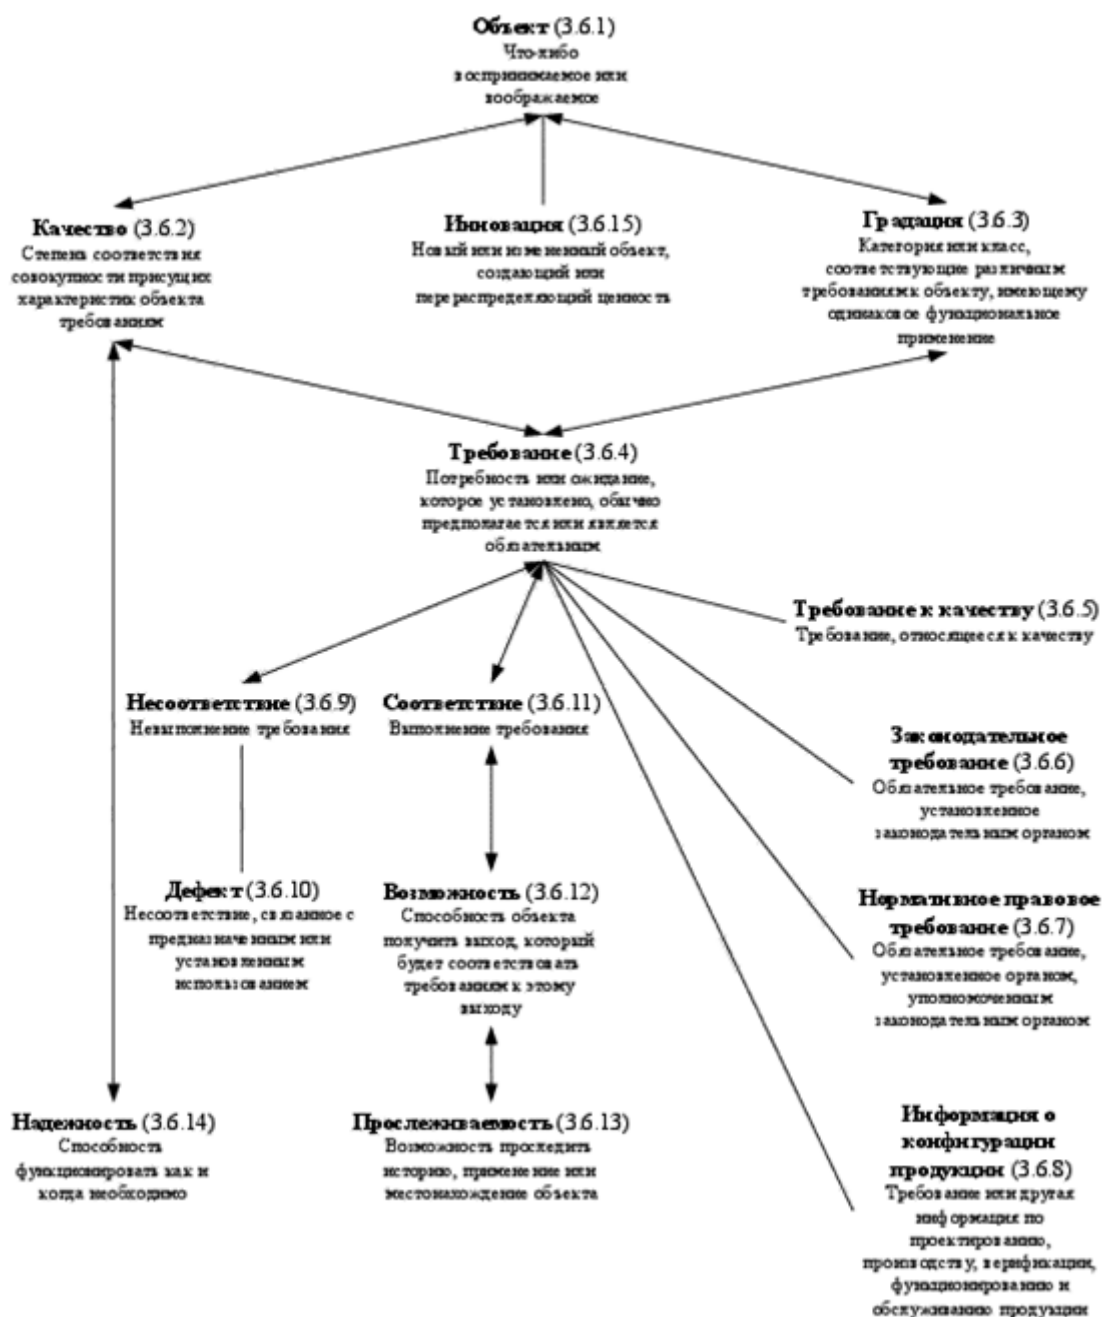 Объект (3.6.1)
Что-либо
воспринимаемое или
воображаемое
Качество (3.6.2)
Степень соответствия
совокупности присущих
характеристик объекта
требованиям
Инновация (3.6.15)
Новый или измененный объект,
создающий или
перераспределяющий ценность
Градация (3.6.3)
Категория или класс,
соответствующие различным
требованиям к объекту, имеющему
одинаковое функциональное
применение
Требование (3.6.4)
Потребность или ожидание,
которое установлено, обычно
предполагается или является
обязательным
Требование к качеству (3.6.5)
Требование, относящееся к качеству
Несоответствие (3.6.9)
Невыполнение требования
Соответствие (3.6.11)
Выполнение требования
Законодательное
требование (3.6.6)
Обязательное требование,
установленное
законодательным органом
Дефект (3.6.10)
Несоответствие, связанное с
предназначенным или
установленным
использованием
Возможность (3.6.12)
Способность объекта
получить выход, который
будет соответствовать
требованиям к этому
выходу
Нормативное правовое
требование (3.6.7)
Обязательное требование,
установленное органом,
уполномоченным
законодательным органом
Надежность (3.6.14)
Способность
функционировать как и
когда необходимо
Прослеживаемость (3.6.13)
Возможность проследить
историю, применение или
местонахождение объекта
Информация о
конфигурации
продукции (3.6.8)
Требование или другая
информация по
проектированию,
производству, верификации,
функционированию и
обслуживанию продукции